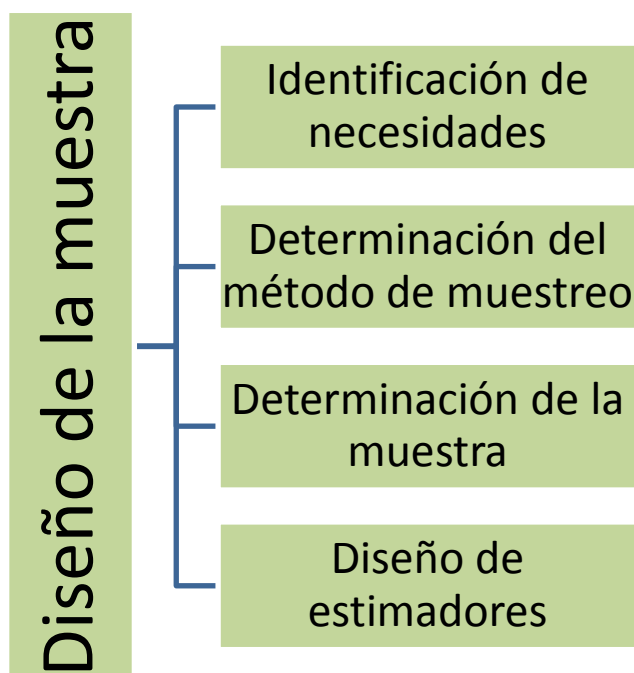 Diseño de la muestra
Identificación de
necesidades
Determinación del
método de muestreo
Determinación de la
muestra
Diseño de
estimadores